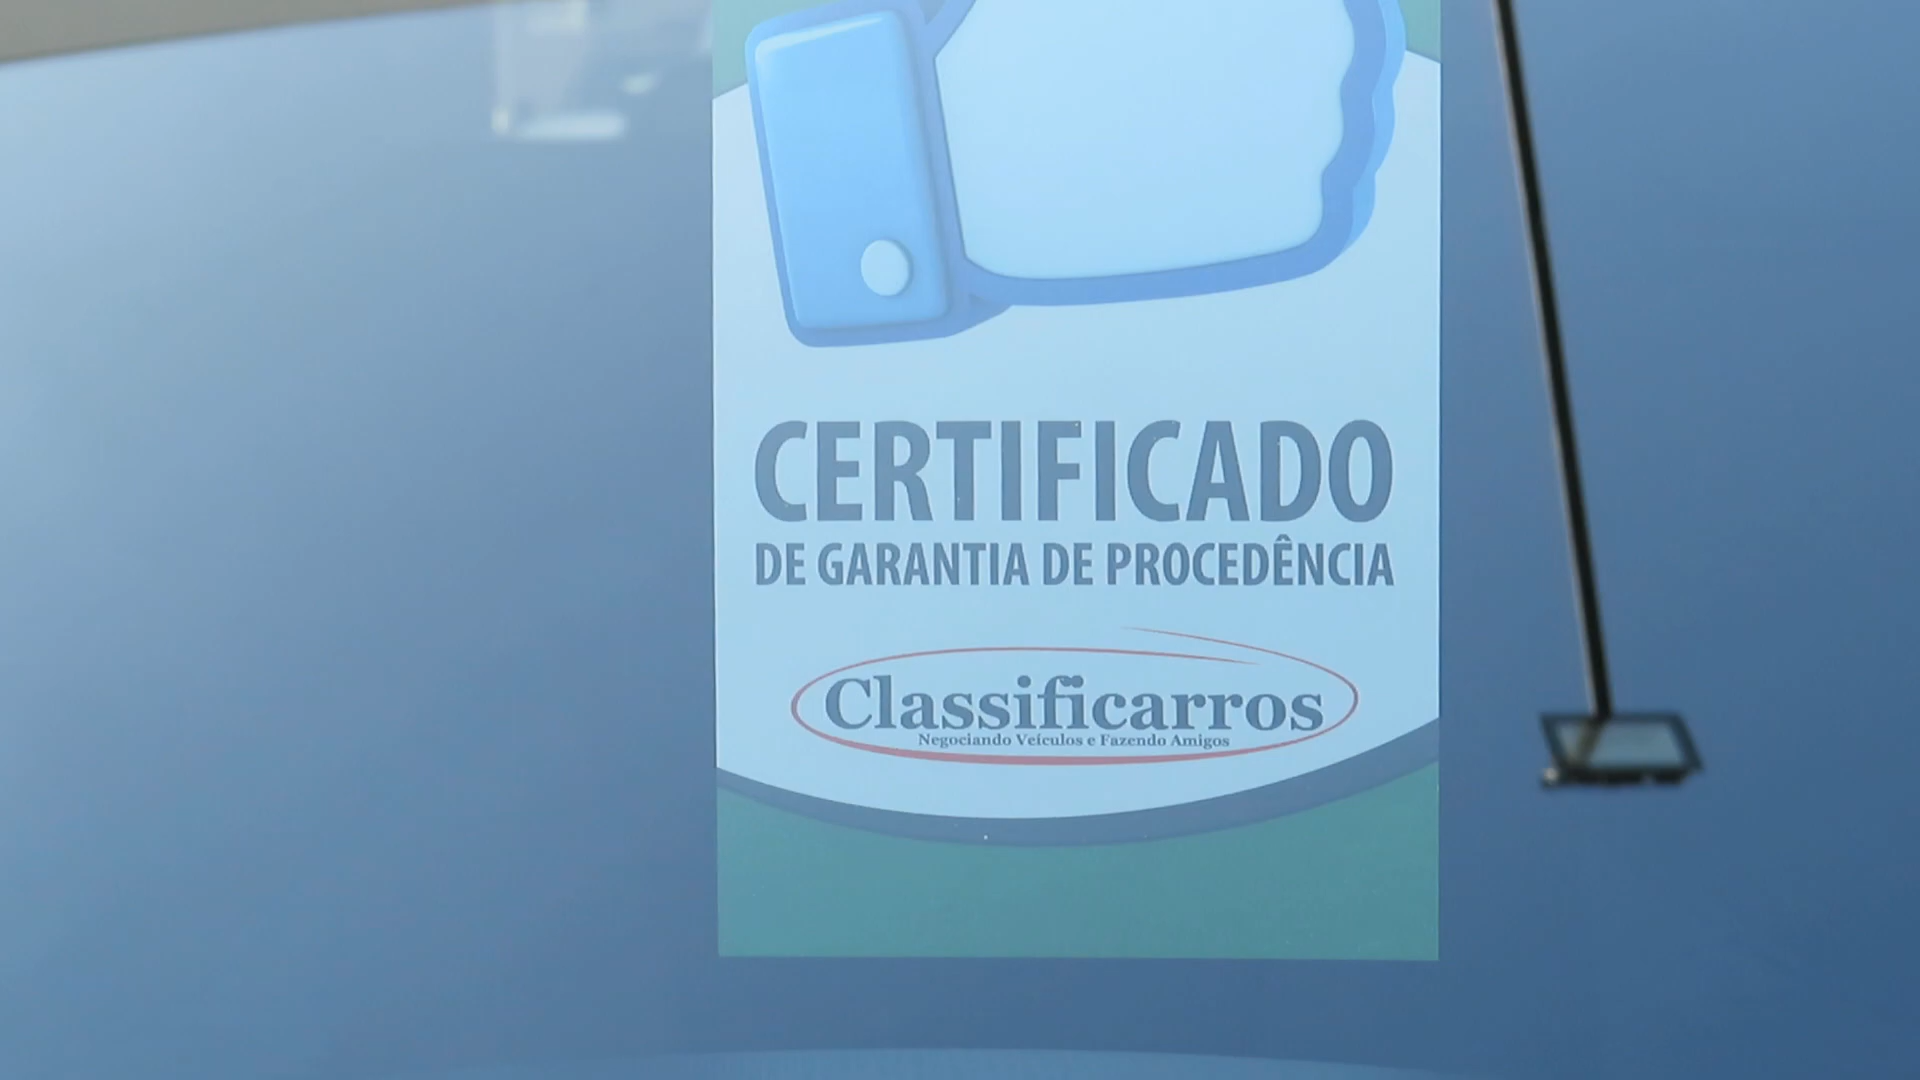 CERTIFICADO
DE GARANTIA DE PROCEDÊNCIA
Classificarros
Negociando Veículos e Fazendo Amigos